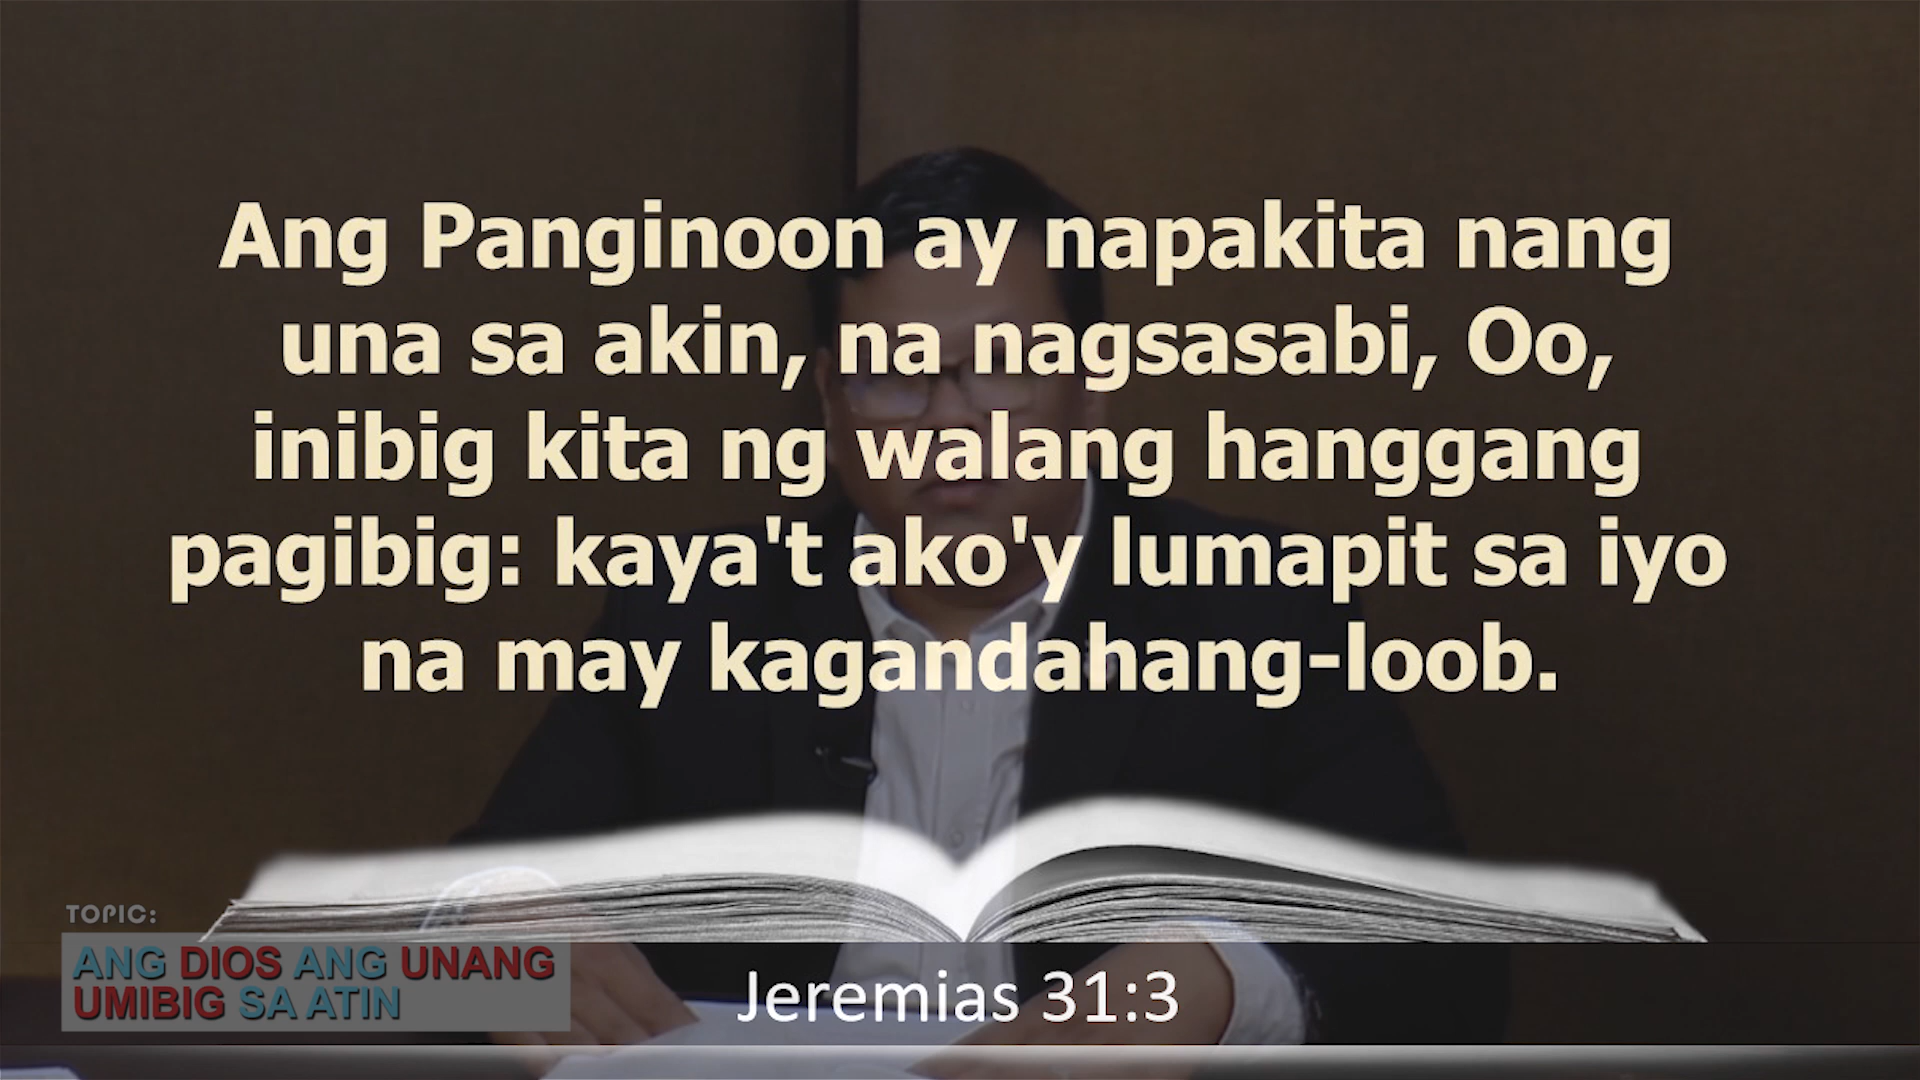 Ang Panginoon ay napakita nang
una sa akin, na nagsasabi, Oo,
inibig kita ng walang hanggang
pagibig: kaya't ako'y lumapit sa iyo
na may kagandahang-loob.
TOPIC:
ANG DIOS ANG UNANG
UMIBIG SA ATIN
Jeremias 31:3